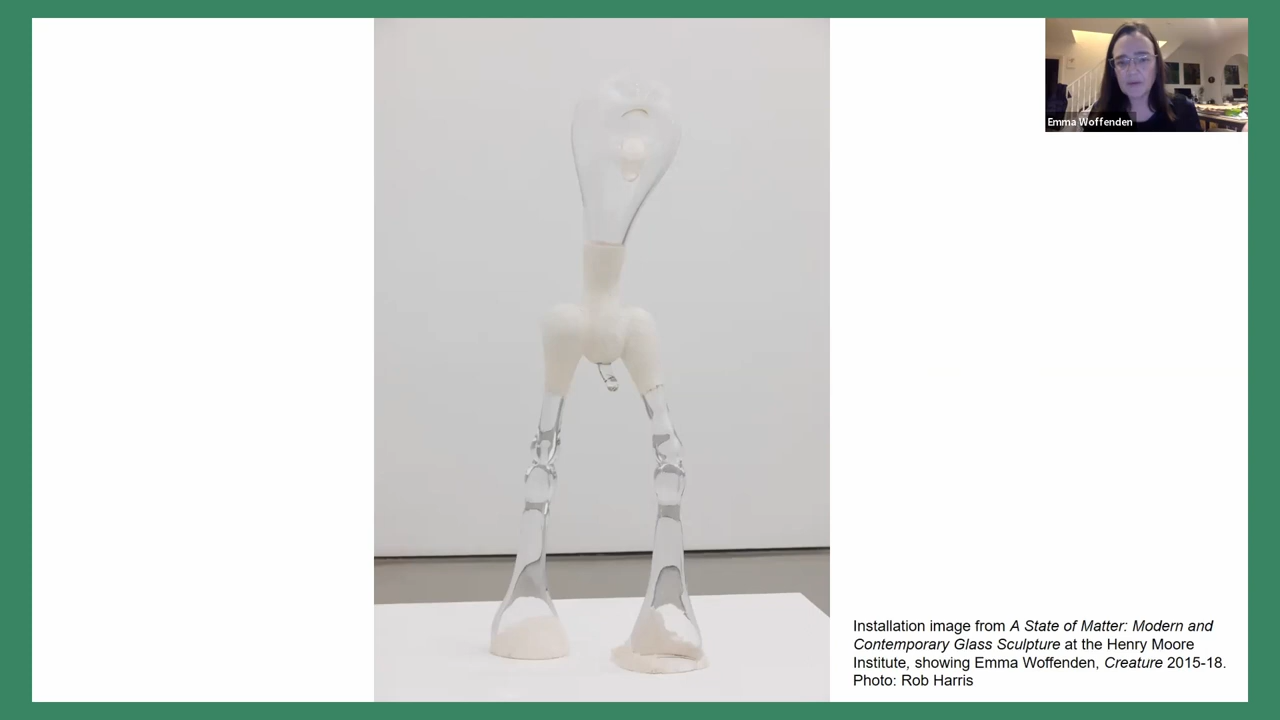 Emma Woffenden
Installation image from A State of Matter: Modern and
Contemporary Glass Sculpture at the Henry Moore
Institute, showing Emma Woffenden, Creature 2015-18.
Photo: Rob Harris